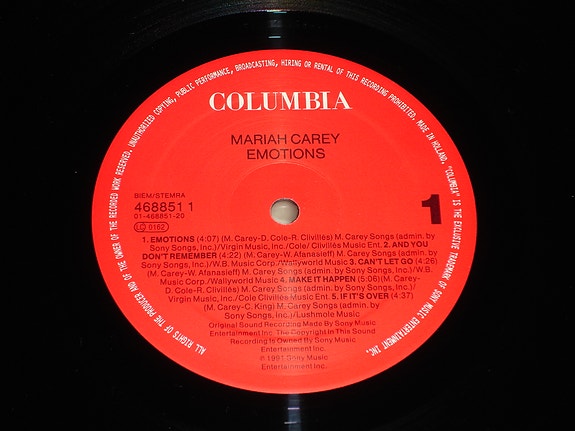 ALL RIGHTS OF THE PRODUCER AND OF THE OWNER OF THE RECORDED WORK RESERVED. UNAUTHORIZED COPYING, PUBLIC PERFORMANCE, BROADCASTING, HIRING OR RENTAL OF THIS RECORDING PROHIBITED. MADE IN HOLLAND. "COLUMBIA" IS THE EXCLUSIVE TRADEMARK OF SONY MUSIC ENTERTAINMENT INC.
COLUMBIA
MARIAH CAREY
EMOTIONS
BIEM/STEMRA
468851 1
01-468851-20
LC 0162
1
1. EMOTIONS (4:07) (M. Carey-D. Cole-R. Clivillés) M. Carey Songs (admin. by
Sony Songs, Inc.)/Virgin Music, Inc./Cole/ Clivilles Music Ent. 2. AND YOU
DON'T REMEMBER (4:22) (M. Carey-W. Afanasieff) M. Carey Songs (admin. by
Sony Songs, Inc.)/W.B. Music Corp./Wallyworld Music 3. CAN'T LET GO (4:26)
(M. Carey-W. Afanasieff) M. Carey Songs (admin. by Sony Songs, Inc.)/W.B.
Music Corp./Wallyworld Music 4. MAKE IT HAPPEN (5:06)(M. Carey-
D. Cole-R. Clivillés) M. Carey Songs (admin. by Sony Songs, Inc.)/
Virgin Music, Inc./Cole Clivilles Music Ent. 5. IF IT'S OVER (4:37)
(M. Carey-C. King) M. Carey Songs (admin. by
Sony Songs, Inc.)/Lushmole Music
Original Sound Recording Made By Sony Music
Entertainment Inc. The Copyright In This Sound
Recording Is Owned By Sony Music
Entertainment Inc.
℗ 1991 Sony Music
Entertainment Inc.